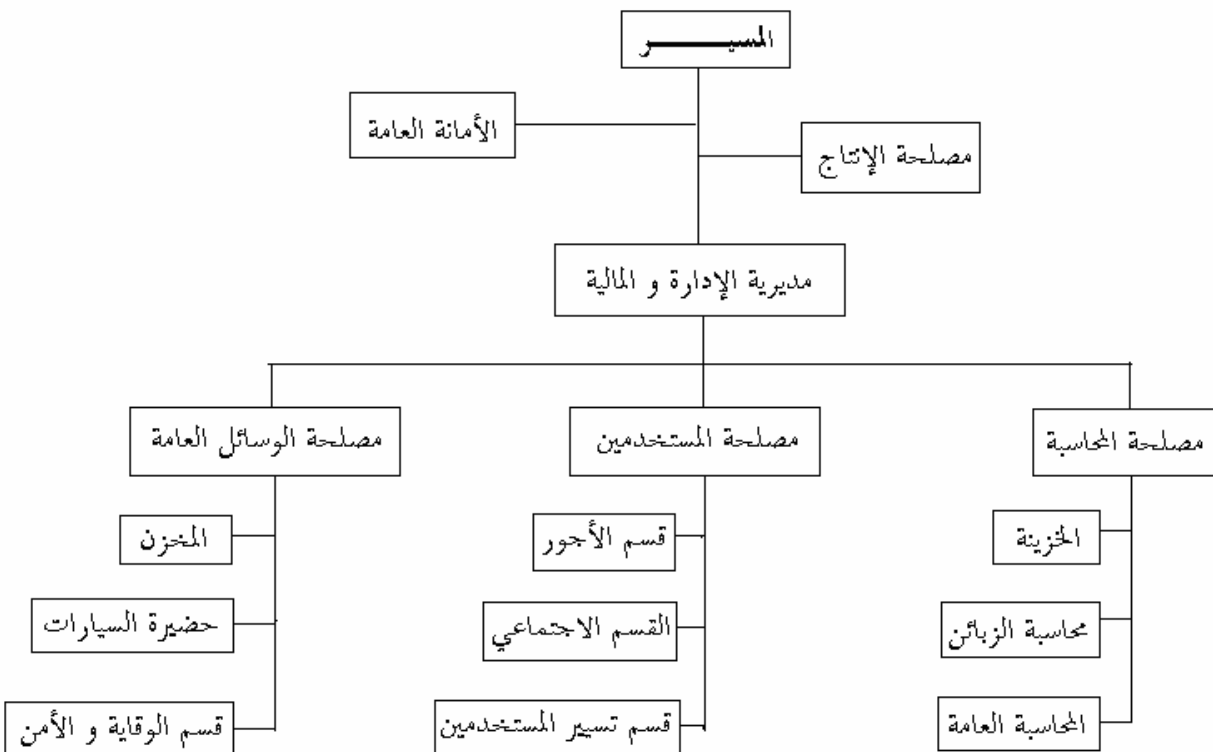 المسيــــــــر
الأمانة العامة
مصلحة الإنتاج
مديرية الإدارة و المالية
مصلحة المحاسبة
مصلحة المستخدمين
مصلحة الوسائل العامة
الخزينة
قسم الأجور
المخزن
محاسبة الزبائن
القسم الاجتماعي
حضيرة السيارات
المحاسبة العامة
قسم تسيير المستخدمين
قسم الوقاية و الأمن